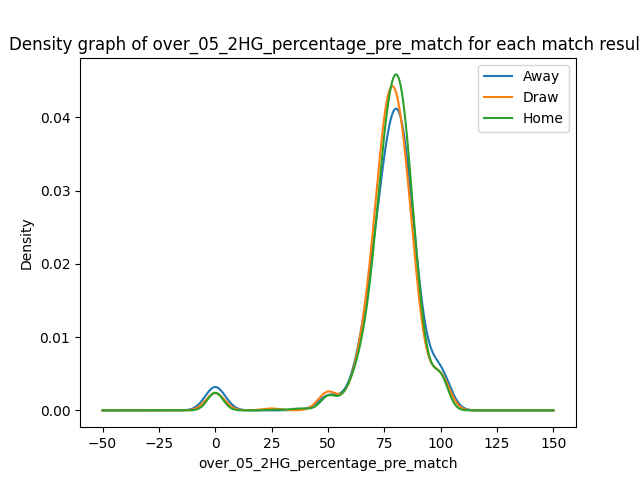 Density graph of over_05_2HG_percentage_pre_match for each match resul
Away
Draw
Home
0.04
0.03
0.02
0.01
0.00
Density
−50
−25
0
25
50
75
100
125
150
over_05_2HG_percentage_pre_match